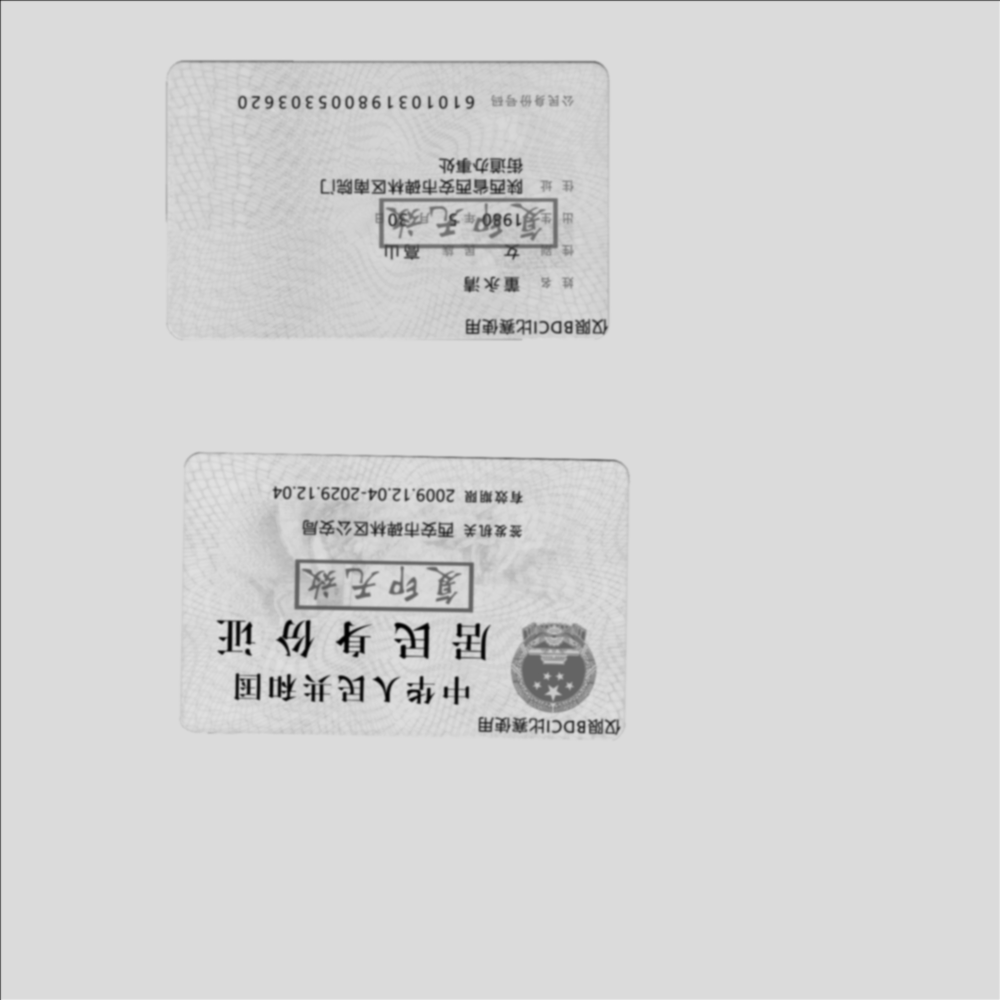 仅限BDCI比赛使用
中华人民共和国
居民身份证
复印无效
签发机关 西安市碑林区公安局
有效期限 2009.12.04-2029.12.04
仅限BDCI比赛使用
姓名 董永清
性别 女 民族 高山
出生 1980 年 5 月 30 日
复印无效
住址 陕西省西安市碑林区南院门
街道办事处
公民身份号码 610103198005303620